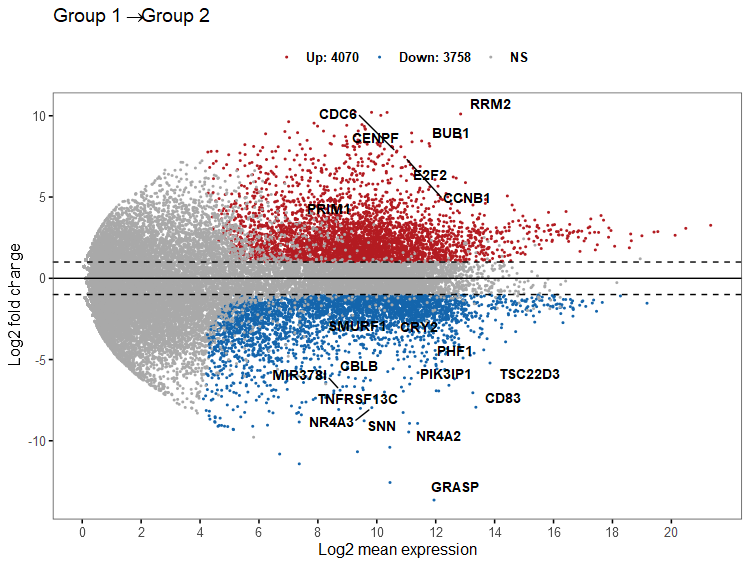 Group 1 →Group 2
Up: 4070 Down: 3758 NS
RRM2
CDC6
BUB1
CENPF
E2F2
CCNB1
PRIM1
SMURF1
CRY2
PHF1
CBLB
MIR378I
PIK3IP1
TSC22D3
TNFRSF13C
CD83
NR4A3
SNN
NR4A2
GRASP
10
5
0
-5
-10
Log2 fold change
0 2 4 6 8 10 12 14 16 18 20
Log2 mean expression